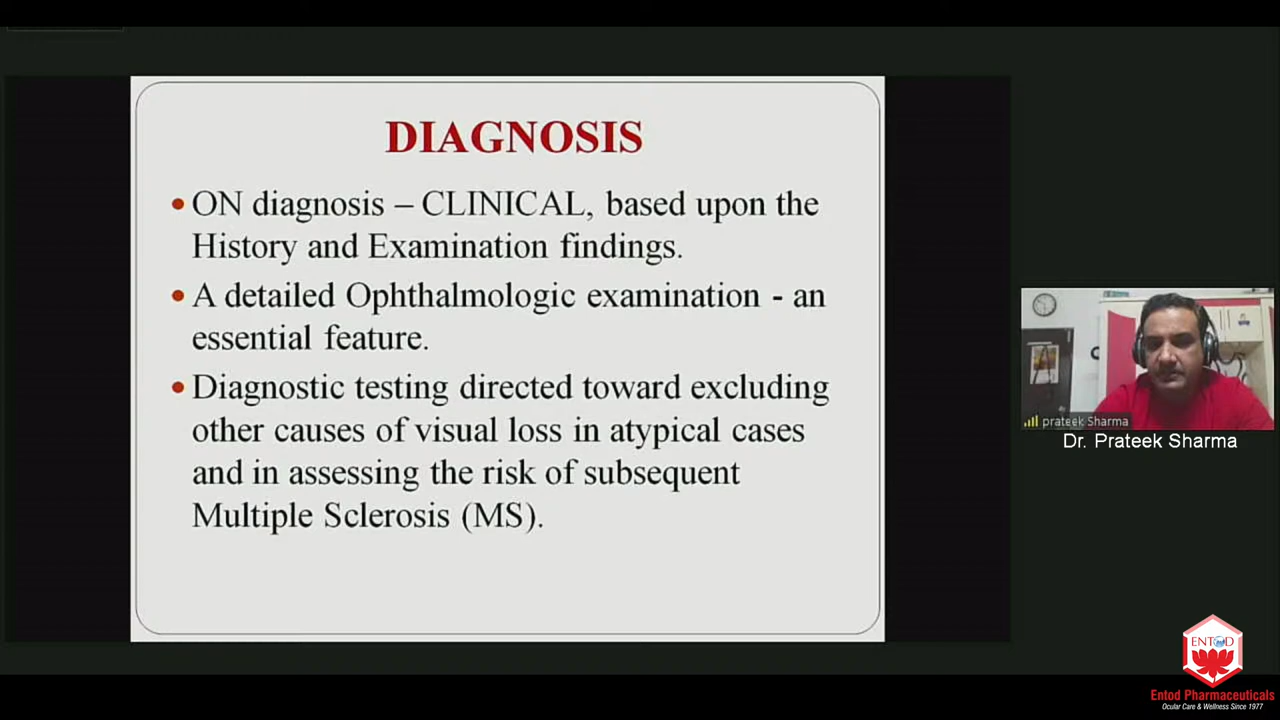 DIAGNOSIS
• ON diagnosis – CLINICAL, based upon the
History and Examination findings.
• A detailed Ophthalmologic examination - an
essential feature.
• Diagnostic testing directed toward excluding
other causes of visual loss in atypical cases
and in assessing the risk of subsequent
Multiple Sclerosis (MS).
prateek Sharma
Dr. Prateek Sharma
ENTOD
Entod Pharmaceuticals
Ocular Care & Wellness Since 1977